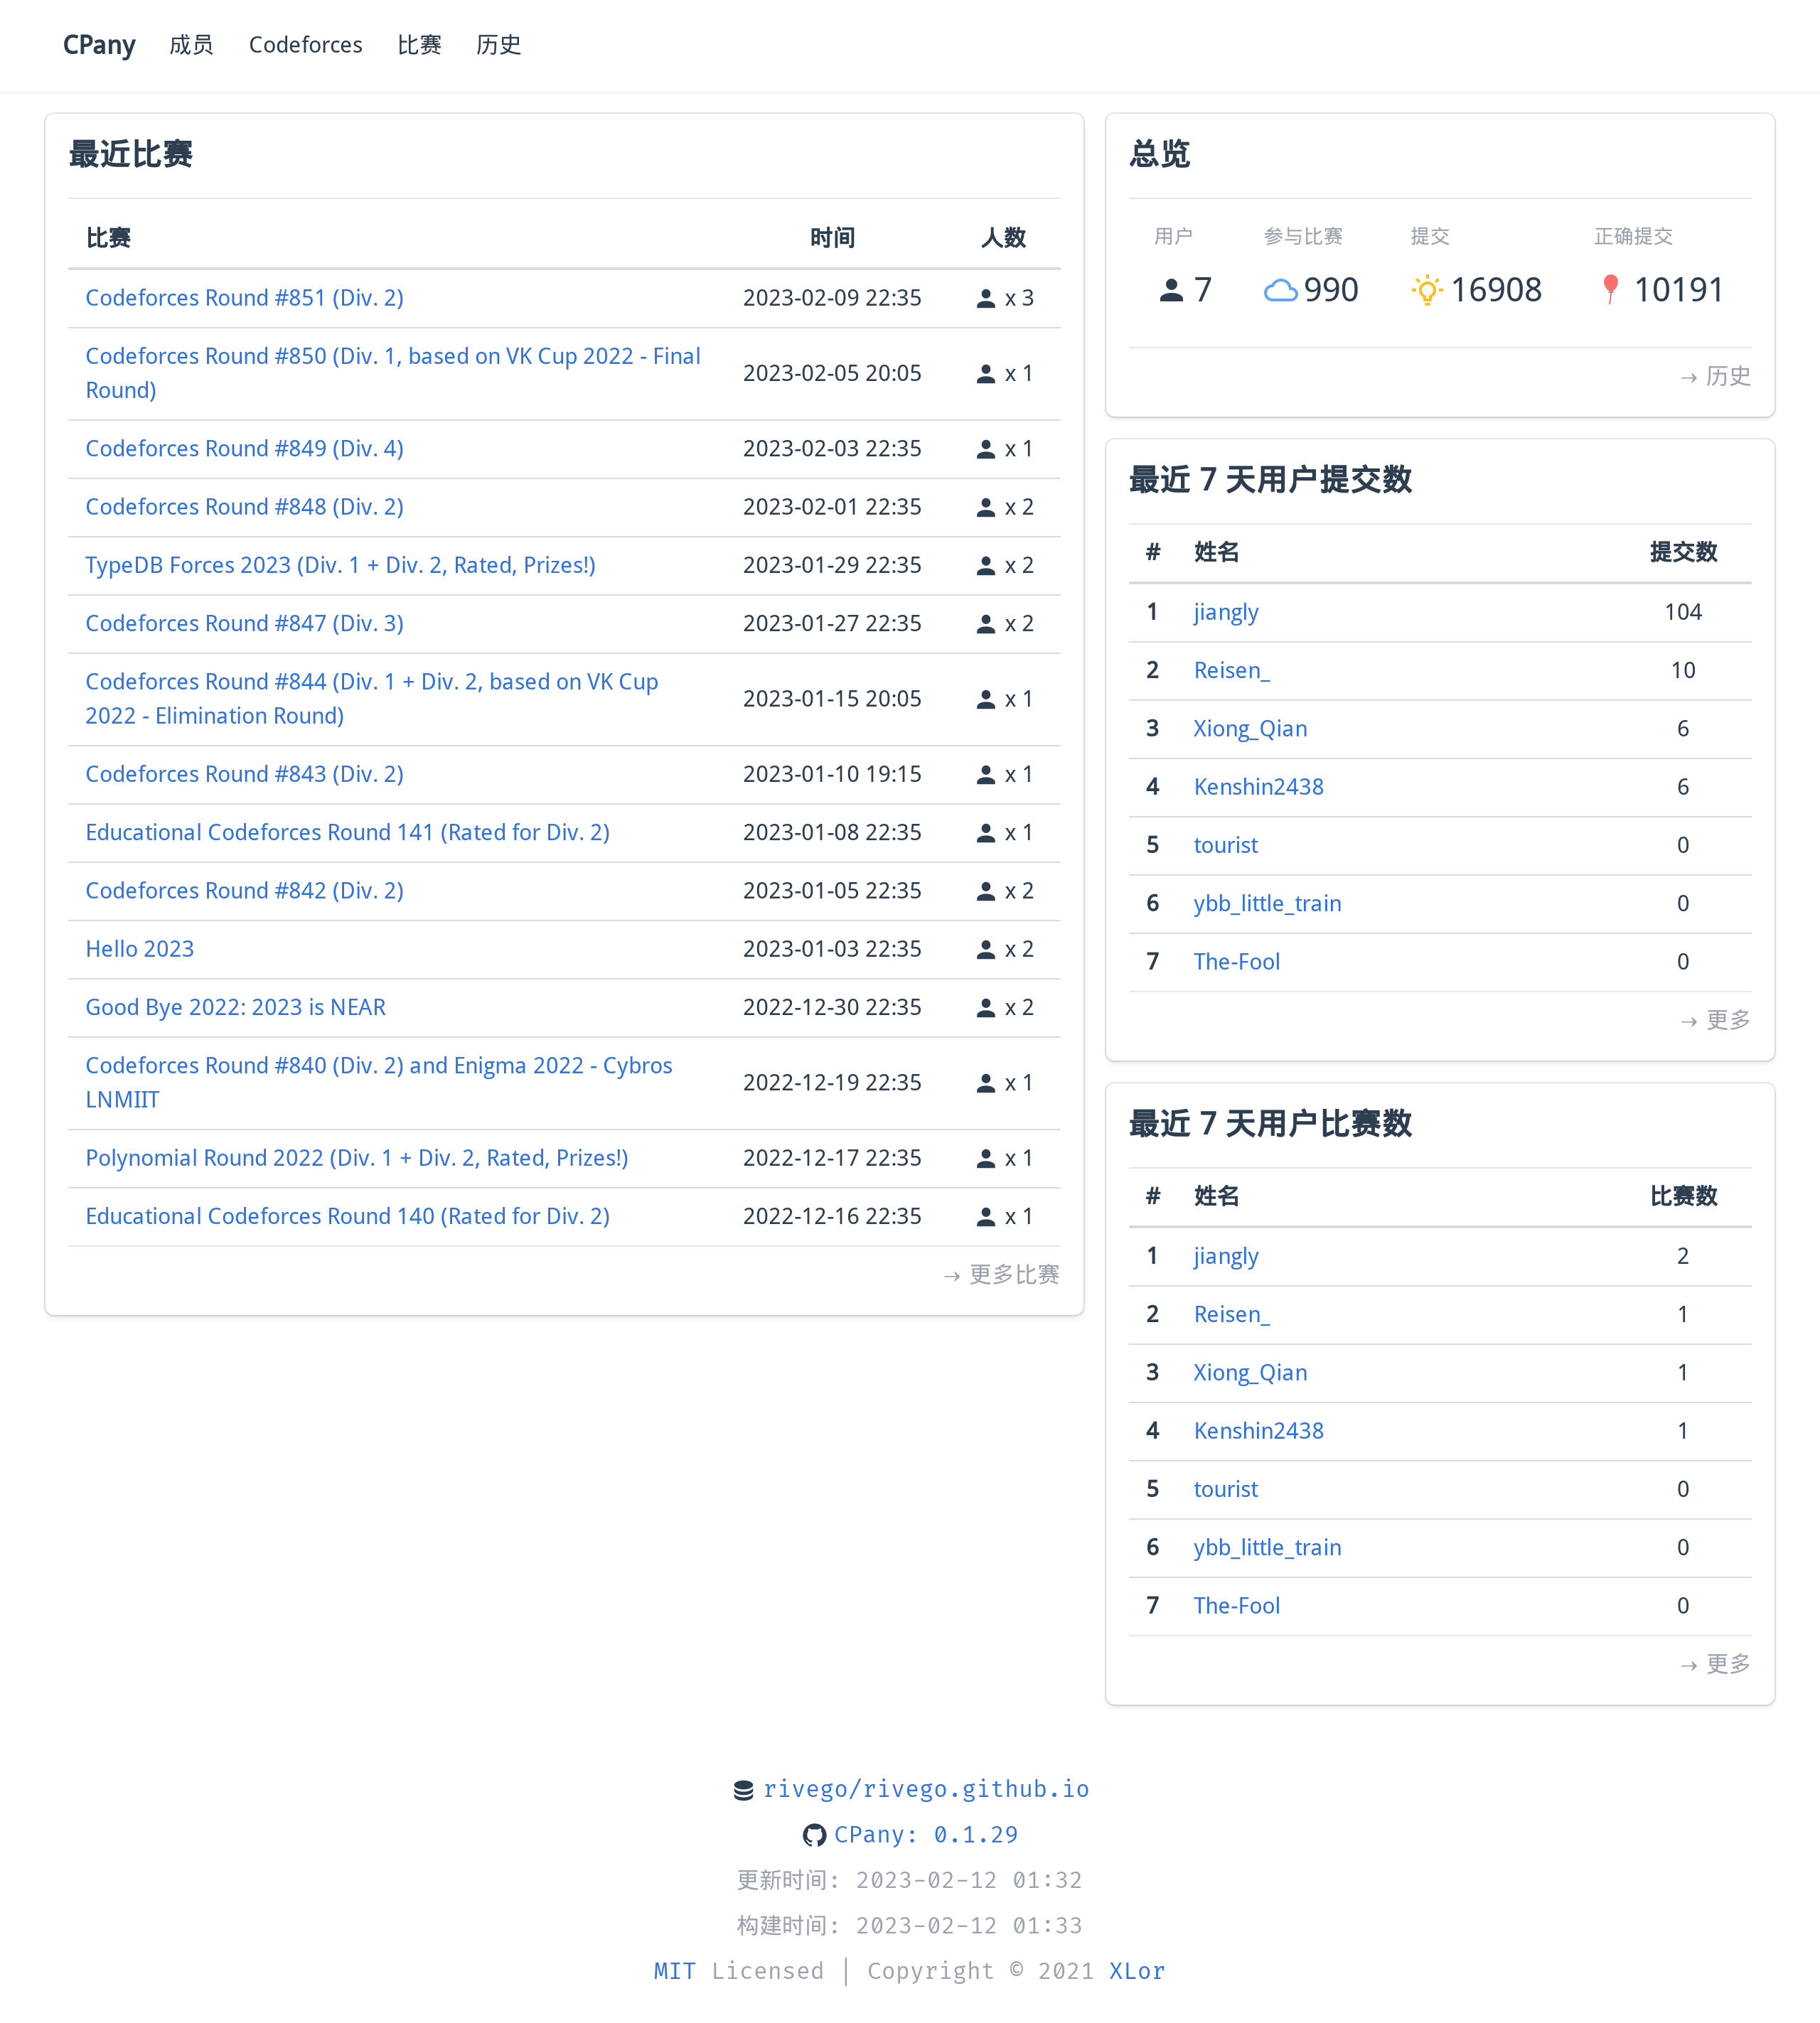 CPany 成员 Codeforces 比赛 历史
最近比赛
比赛 时间 人数
Codeforces Round #851 (Div. 2) 2023-02-09 22:35 x 3
Codeforces Round #850 (Div. 1, based on VK Cup 2022 - Final
Round) 2023-02-05 20:05 x 1
Codeforces Round #849 (Div. 4) 2023-02-03 22:35 x 1
Codeforces Round #848 (Div. 2) 2023-02-01 22:35 x 2
TypeDB Forces 2023 (Div. 1 + Div. 2, Rated, Prizes!) 2023-01-29 22:35 x 2
Codeforces Round #847 (Div. 3) 2023-01-27 22:35 x 2
Codeforces Round #844 (Div. 1 + Div. 2, based on VK Cup
2022 - Elimination Round) 2023-01-15 20:05 x 1
Codeforces Round #843 (Div. 2) 2023-01-10 19:15 x 1
Educational Codeforces Round 141 (Rated for Div. 2) 2023-01-08 22:35 x 1
Codeforces Round #842 (Div. 2) 2023-01-05 22:35 x 2
Hello 2023 2023-01-03 22:35 x 2
Good Bye 2022: 2023 is NEAR 2022-12-30 22:35 x 2
Codeforces Round #840 (Div. 2) and Enigma 2022 - Cybros
LNMIIT 2022-12-19 22:35 x 1
Polynomial Round 2022 (Div. 1 + Div. 2, Rated, Prizes!) 2022-12-17 22:35 x 1
Educational Codeforces Round 140 (Rated for Div. 2) 2022-12-16 22:35 x 1
→ 更多比赛
总览
用户 参与比赛 提交 正确提交
7 990 16908 10191
→ 历史
最近 7 天用户提交数
# 姓名 提交数
1 jiangly 104
2 Reisen_ 10
3 Xiong_Qian 6
4 Kenshin2438 6
5 tourist 0
6 ybb_little_train 0
7 The-Fool 0
→ 更多
最近 7 天用户比赛数
# 姓名 比赛数
1 jiangly 2
2 Reisen_ 1
3 Xiong_Qian 1
4 Kenshin2438 1
5 tourist 0
6 ybb_little_train 0
7 The-Fool 0
→ 更多
rivego/rivego.github.io
CPany: 0.1.29
更新时间: 2023-02-12 01:32
构建时间: 2023-02-12 01:33
MIT Licensed | Copyright © 2021 XLor